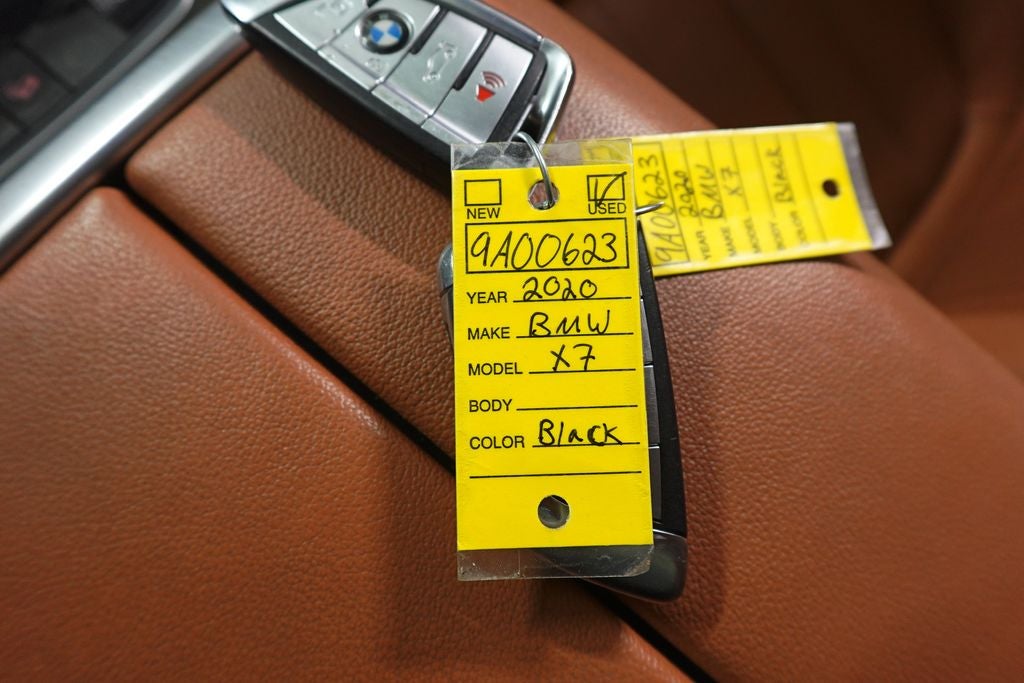 NEW USED
9A00623
YEAR 2020
MAKE BMW
MODEL X7
BODY
COLOR Black
9A00623
YEAR 2020
MAKE BMW
MODEL X7
BODY
COLOR Black